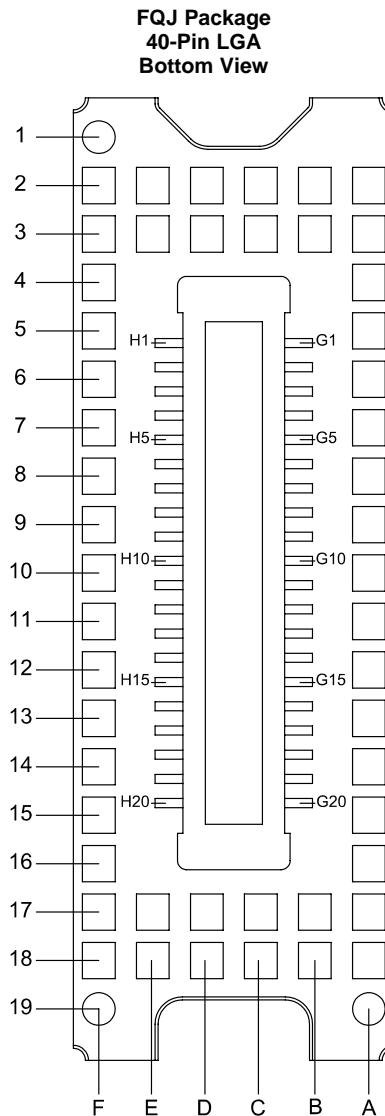 FQJ Package
40-Pin LGA
Bottom View
1
2
3
4
5
H1 G1
6
7
H5 G5
8
9
10
H10 G10
11
12
H15 G15
13
14
15
H20 G20
16
17
18
19
F E D C B A